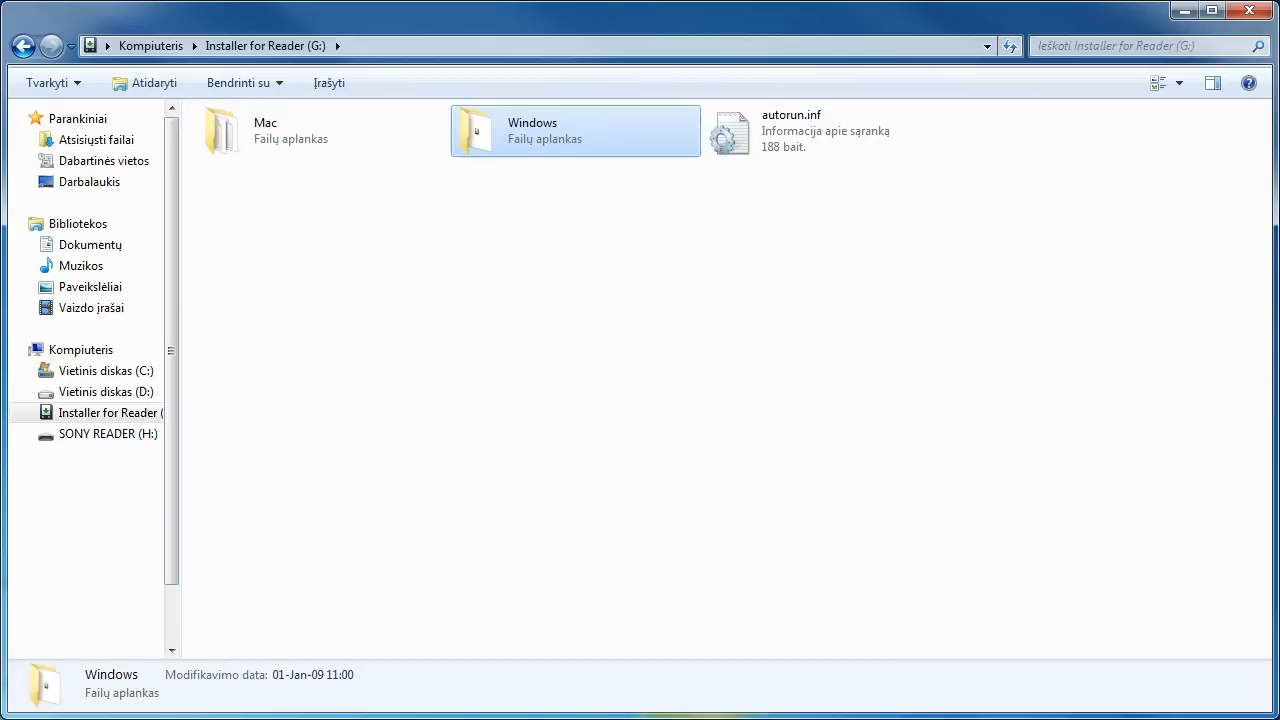 Kompiuteris Installer for Reader (G:)
Ieškoti Installer for Reader (G:)
Tvarkyti Atidaryti Bendrinti su Įrašyti
Parankiniai
Atsisiųsti failai
Dabartinės vietos
Darbalaukis
Bibliotekos
Dokumentų
Muzikos
Paveikslėliai
Vaizdo įrašai
Kompiuteris
Vietinis diskas (C:)
Vietinis diskas (D:)
Installer for Reader (
SONY READER (H:)
Mac
Failų aplankas
Windows
Failų aplankas
autorun.inf
Informacija apie sąranką
188 bait.
Windows Modifikavimo data: 01-Jan-09 11:00
Failų aplankas